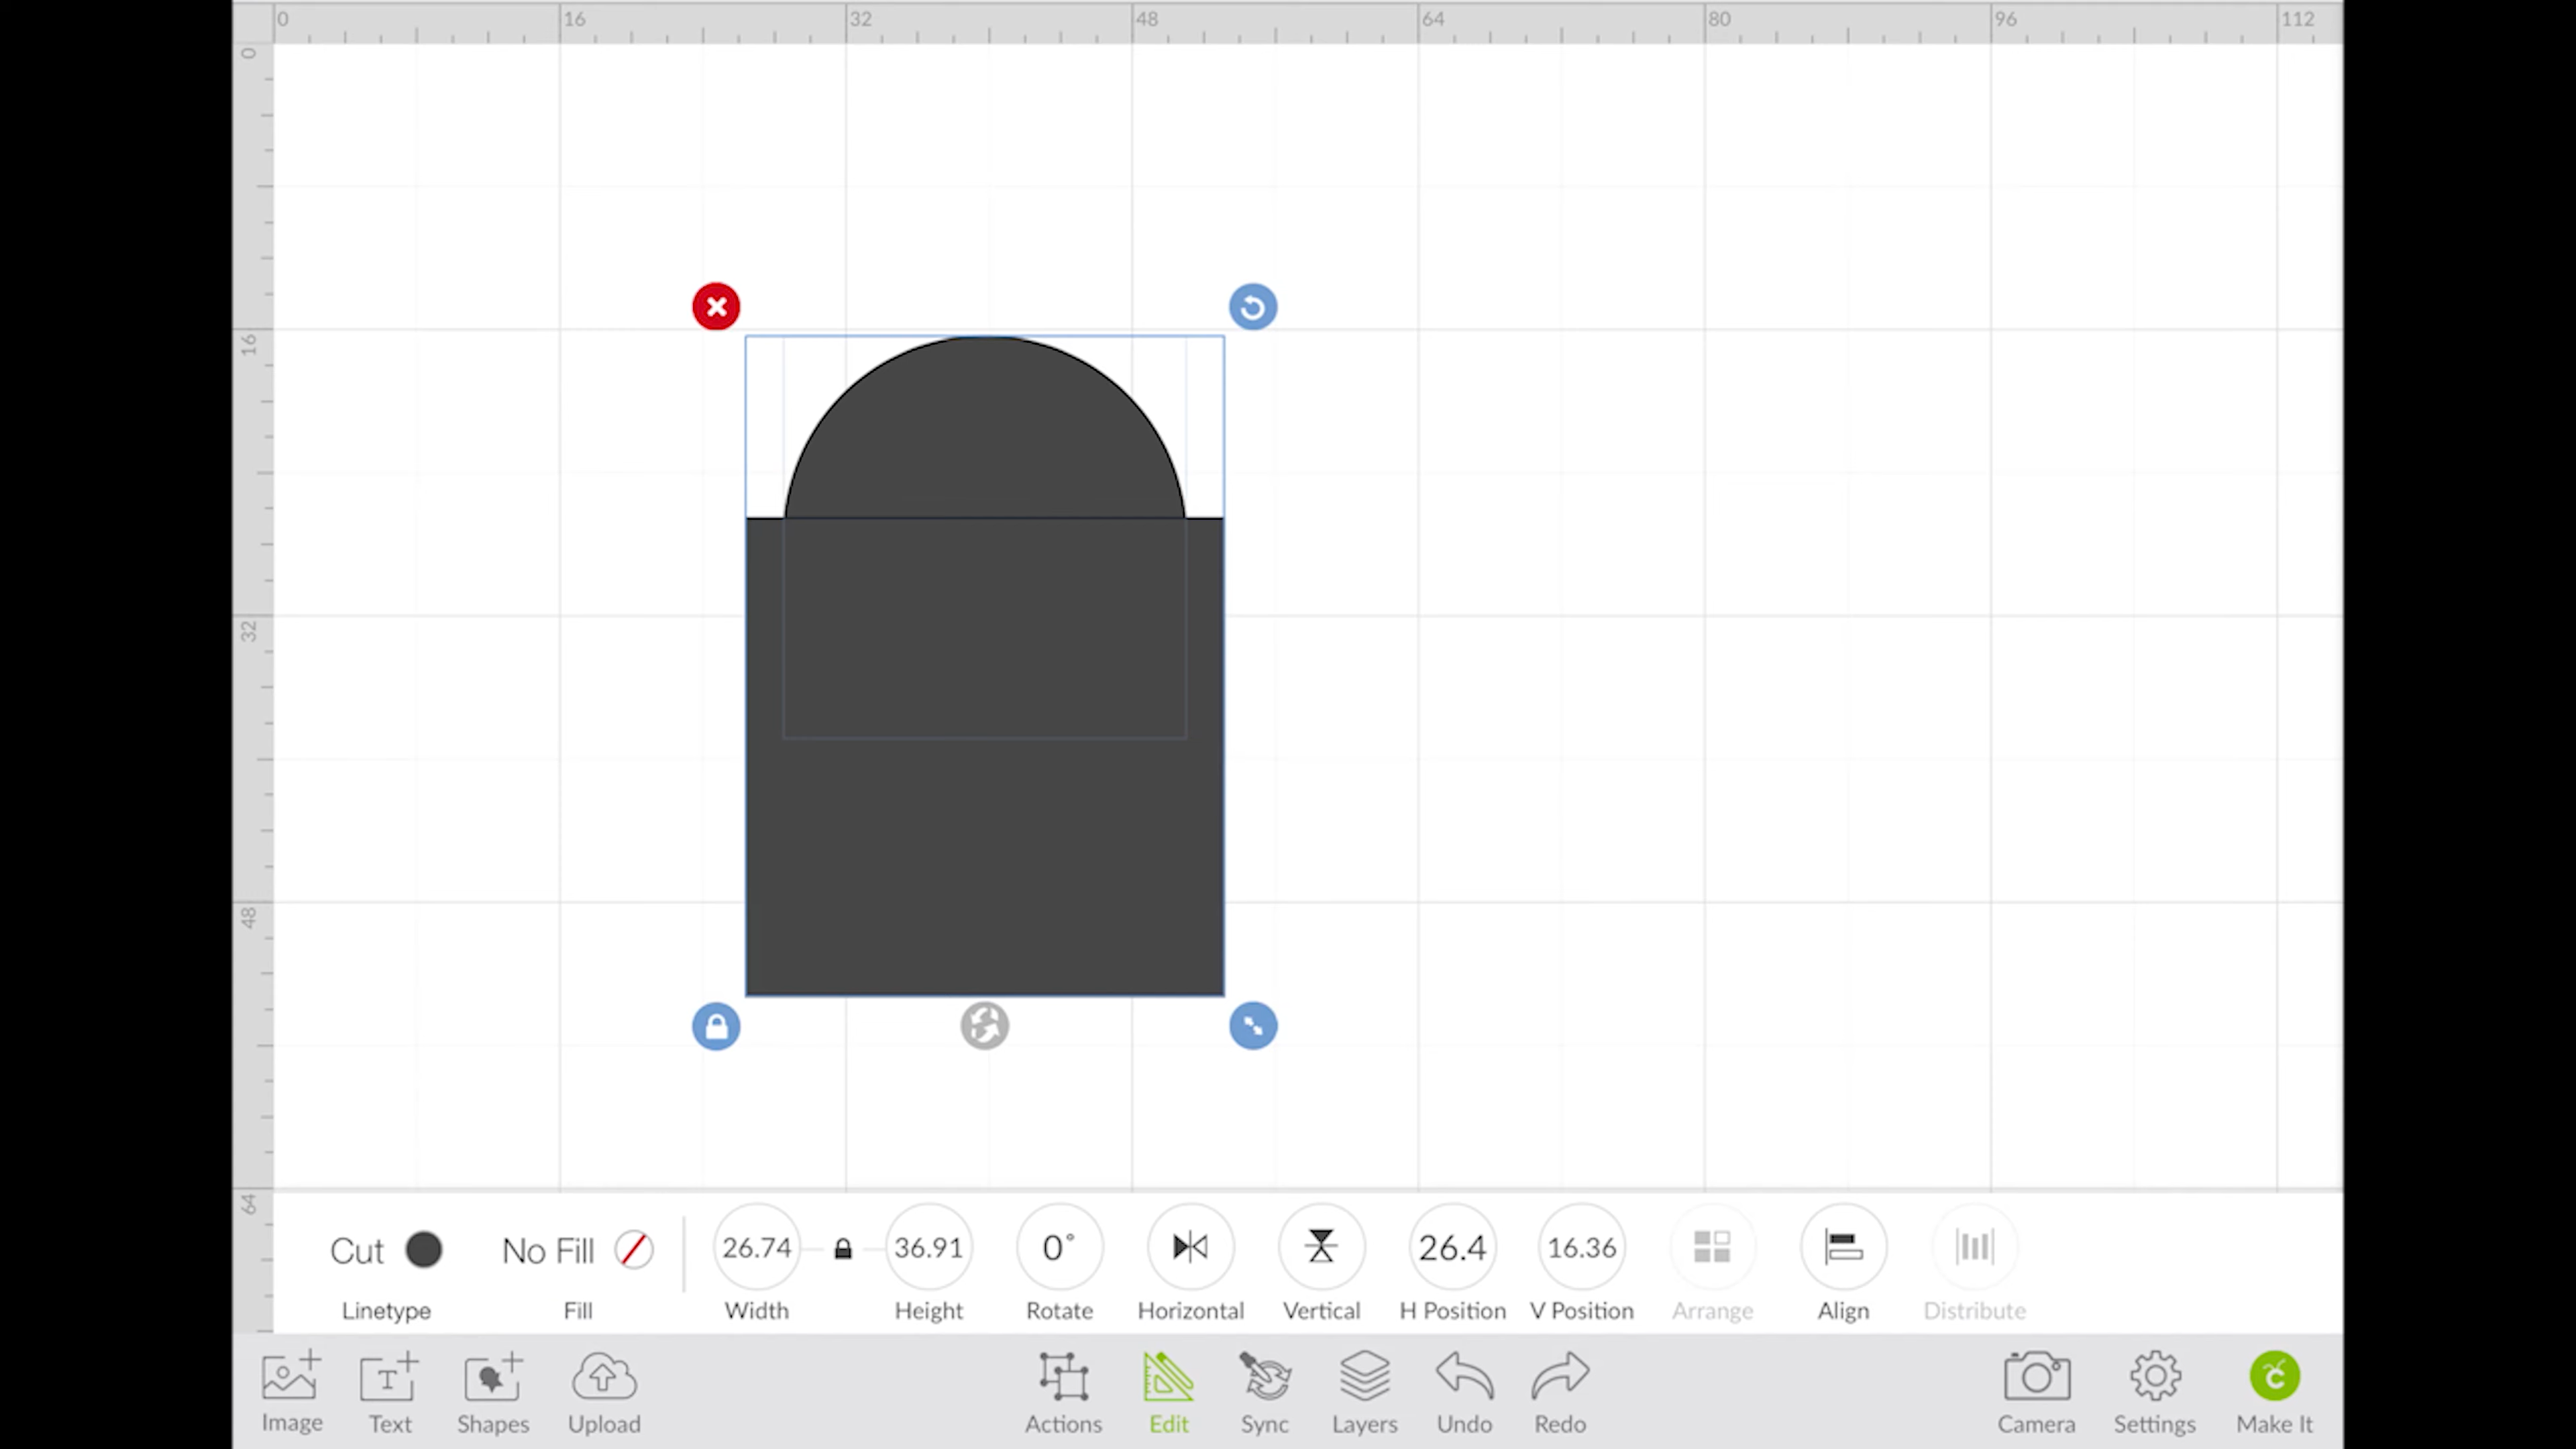 0 16 32 48 64 80 96 112
0
16
32
48
64
Cut No Fill 26.74 36.91 0° 26.4 16.36
Linetype Fill Width Height Rotate Horizontal Vertical H Position V Position Arrange Align Distribute
Image Text Shapes Upload Actions Edit Sync Layers Undo Redo Camera Settings Make It